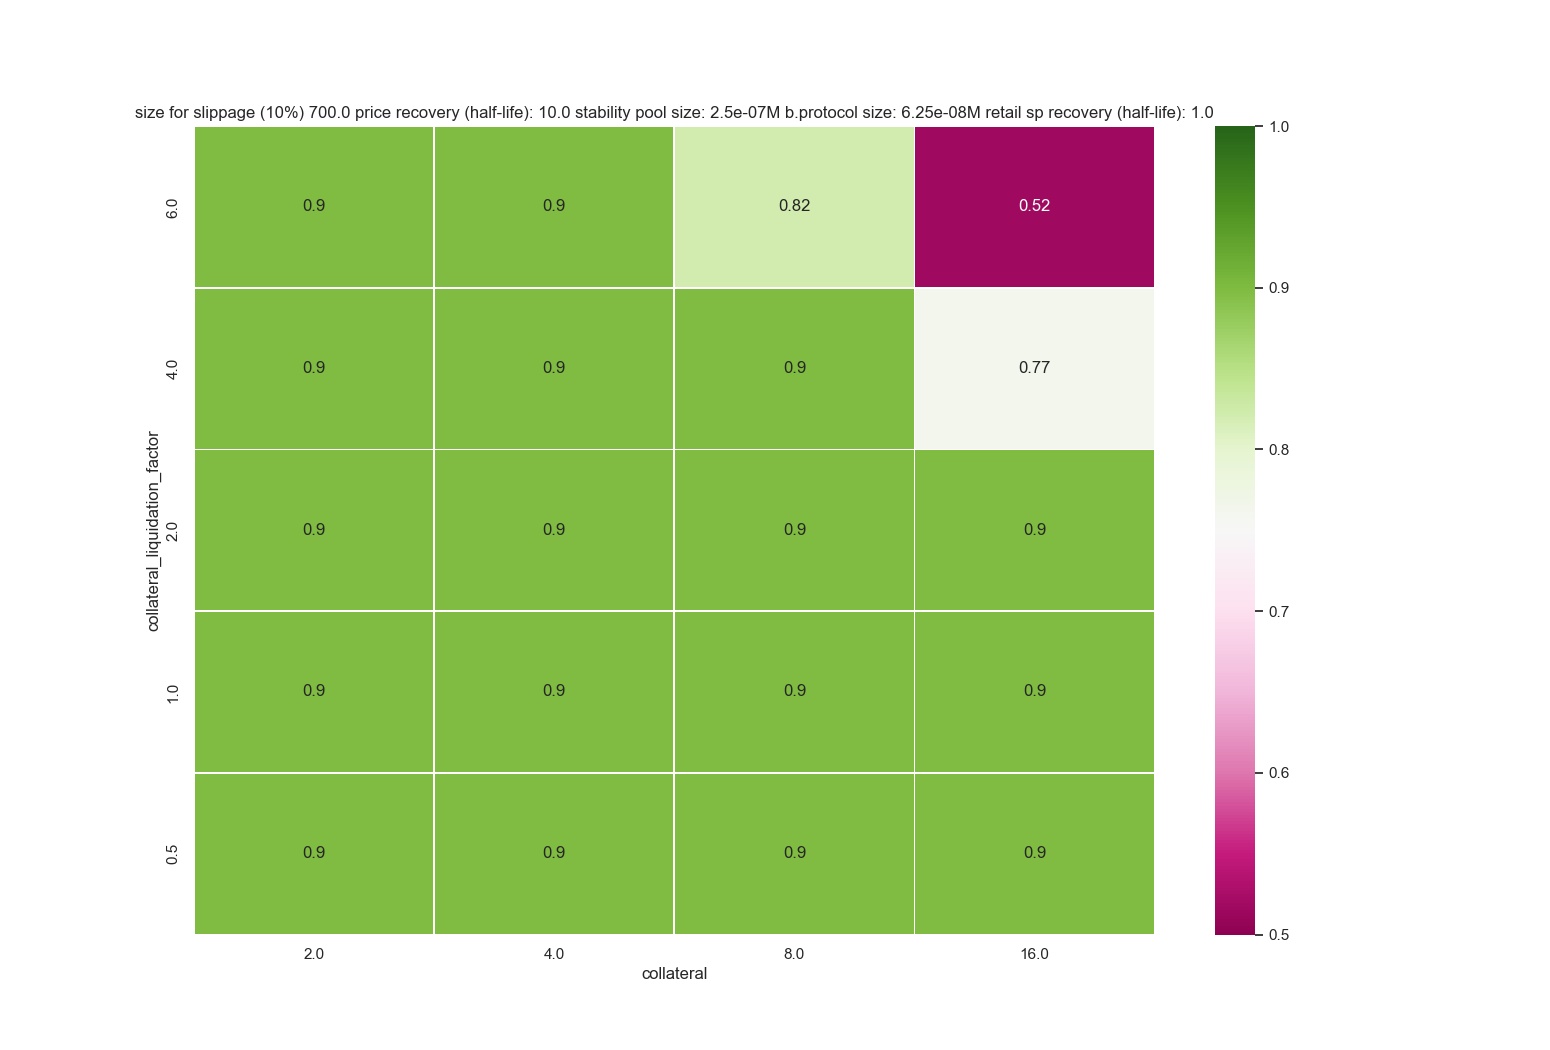 size for slippage (10%) 700.0 price recovery (half-life): 10.0 stability pool size: 2.5e-07M b.protocol size: 6.25e-08M retail sp recovery (half-life): 1.0
1.0
6.0 0.9 0.9 0.82 0.52
0.9
4.0 0.9 0.9 0.9 0.77
0.8
collateral_liquidation_factor
2.0 0.9 0.9 0.9 0.9
0.7
1.0 0.9 0.9 0.9 0.9
0.6
0.5 0.9 0.9 0.9 0.9
0.5
2.0 4.0 8.0 16.0
collateral